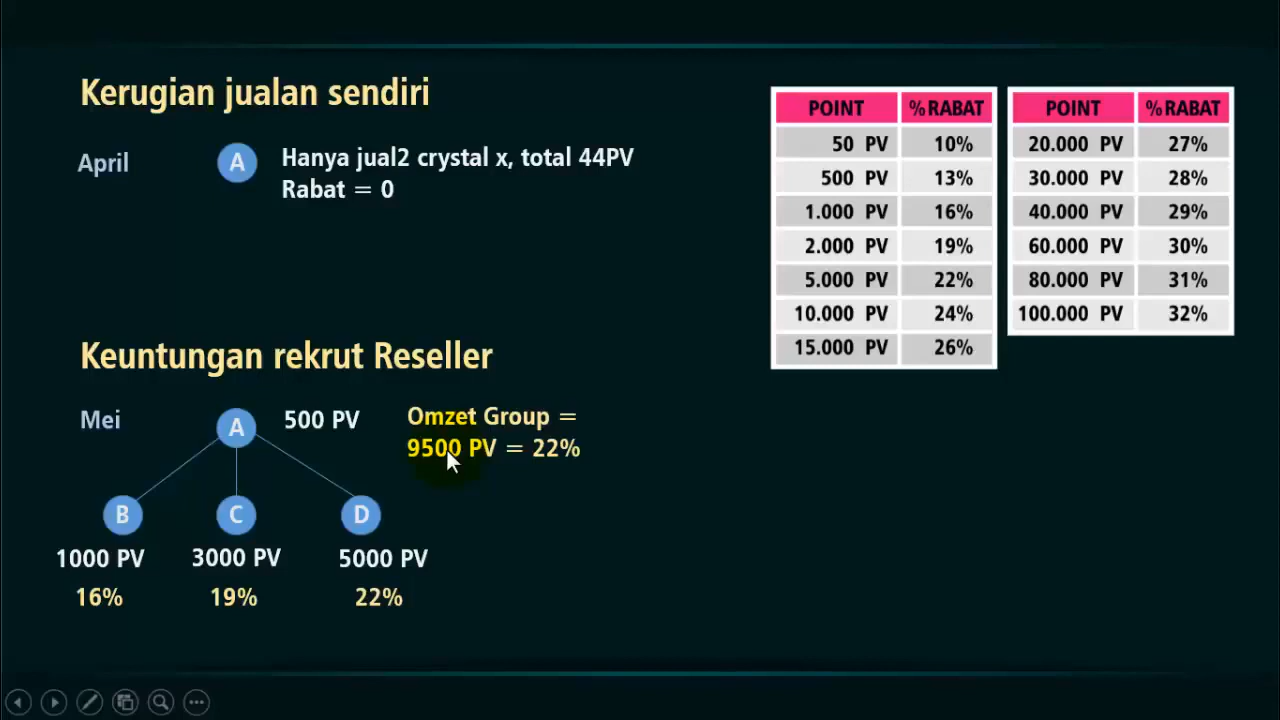 Kerugian jualan sendiri
April
A
Hanya jual2 crystal x, total 44PV
Rabat = 0
POINT %RABAT
50 PV 10%
500 PV 13%
1.000 PV 16%
2.000 PV 19%
5.000 PV 22%
10.000 PV 24%
15.000 PV 26%
POINT %RABAT
20.000 PV 27%
30.000 PV 28%
40.000 PV 29%
60.000 PV 30%
80.000 PV 31%
100.000 PV 32%
Keuntungan rekrut Reseller
Mei
A
500 PV
Omzet Group =
9500 PV = 22%
B C D
1000 PV 3000 PV 5000 PV
16% 19% 22%